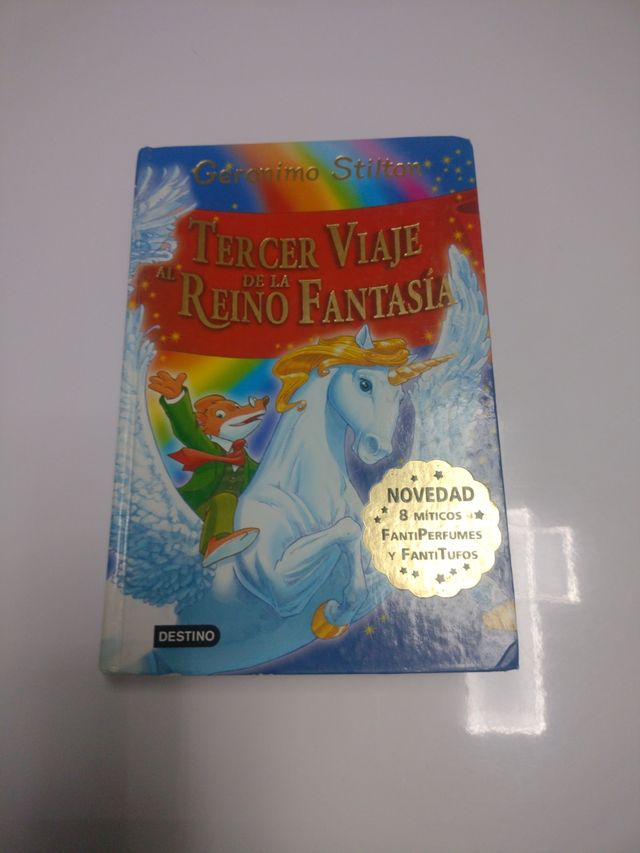 Geronimo Stilton
TERCER VIAJE
AL
DE LA
REINO FANTASÍA
NOVEDAD
8 MÍTICOS
FANTIPERFUMES
Y FANTITUFOS
DESTINO